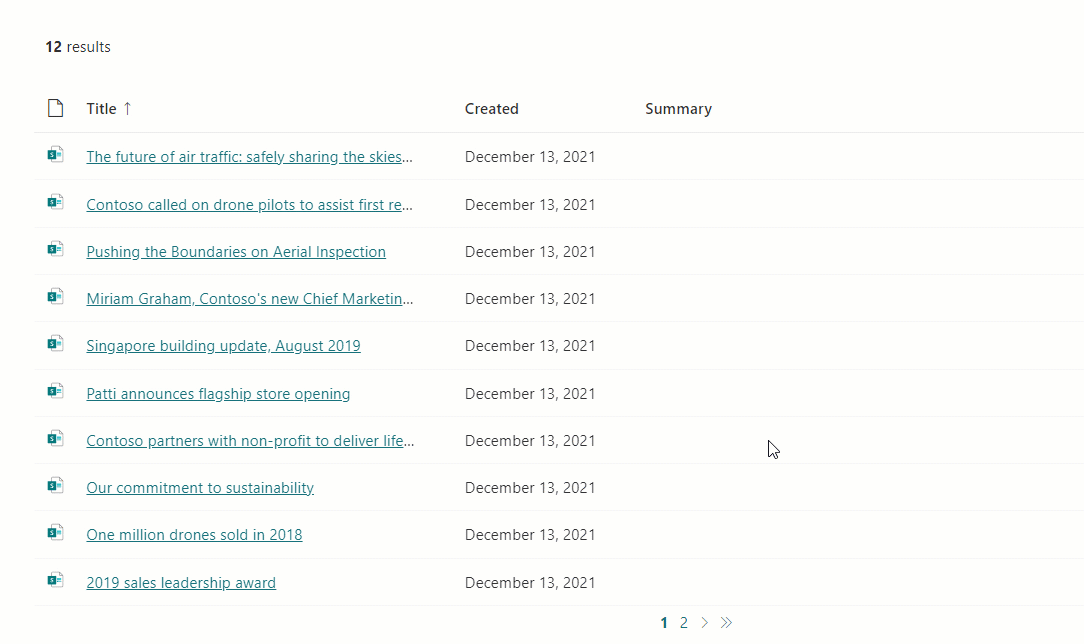 12 results
Title ↑ Created Summary
The future of air traffic: safely sharing the skies... December 13, 2021
Contoso called on drone pilots to assist first re... December 13, 2021
Pushing the Boundaries on Aerial Inspection December 13, 2021
Miriam Graham, Contoso's new Chief Marketin... December 13, 2021
Singapore building update, August 2019 December 13, 2021
Patti announces flagship store opening December 13, 2021
Contoso partners with non-profit to deliver life... December 13, 2021
Our commitment to sustainability December 13, 2021
One million drones sold in 2018 December 13, 2021
2019 sales leadership award December 13, 2021
1 2